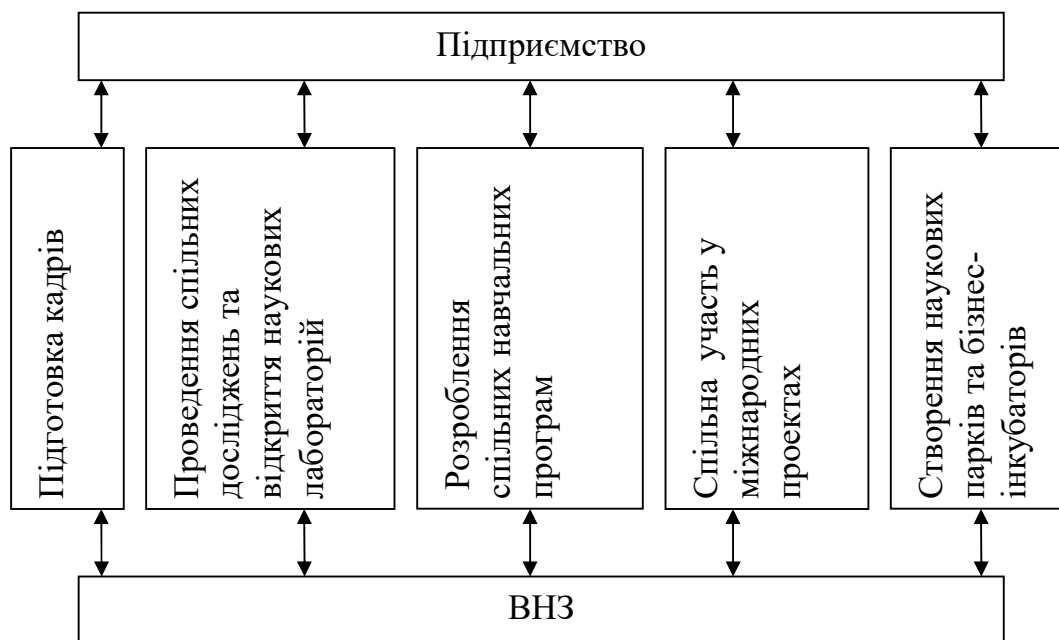 Підприємство
Підготовка кадрів
Проведення спільних
досліджень та
відкриття наукових
лабораторій
Розроблення
спільних навчальних
програм
Спільна участь у
міжнародних
проектах
Створення наукових
парків та бізнес-
інкубаторів
ВНЗ